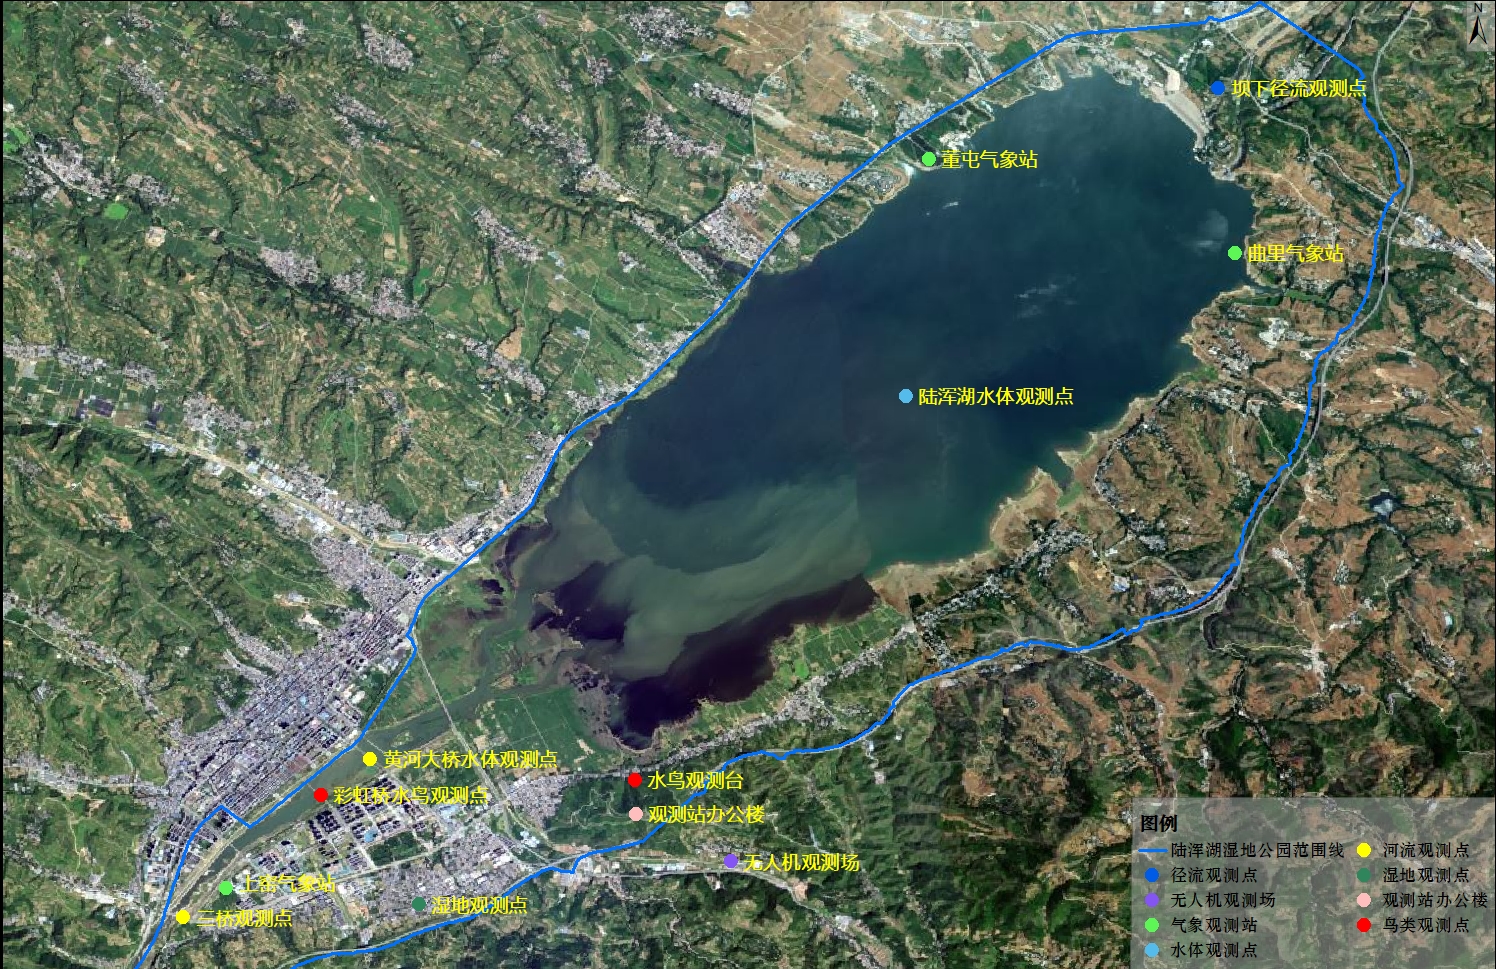 N
坝下径流观测点
董屯气象站
曲里气象站
陆浑湖水体观测点
黄河大桥水体观测点
水鸟观测台
彩虹桥水鸟观测点
观测站办公楼
无人机观测场
上窑气象站
湿地观测点
三桥观测点
图例
陆浑湖湿地公园范围线
河流观测点
径流观测点
湿地观测点
无人机观测场
观测站办公楼
气象观测站
鸟类观测点
水体观测点